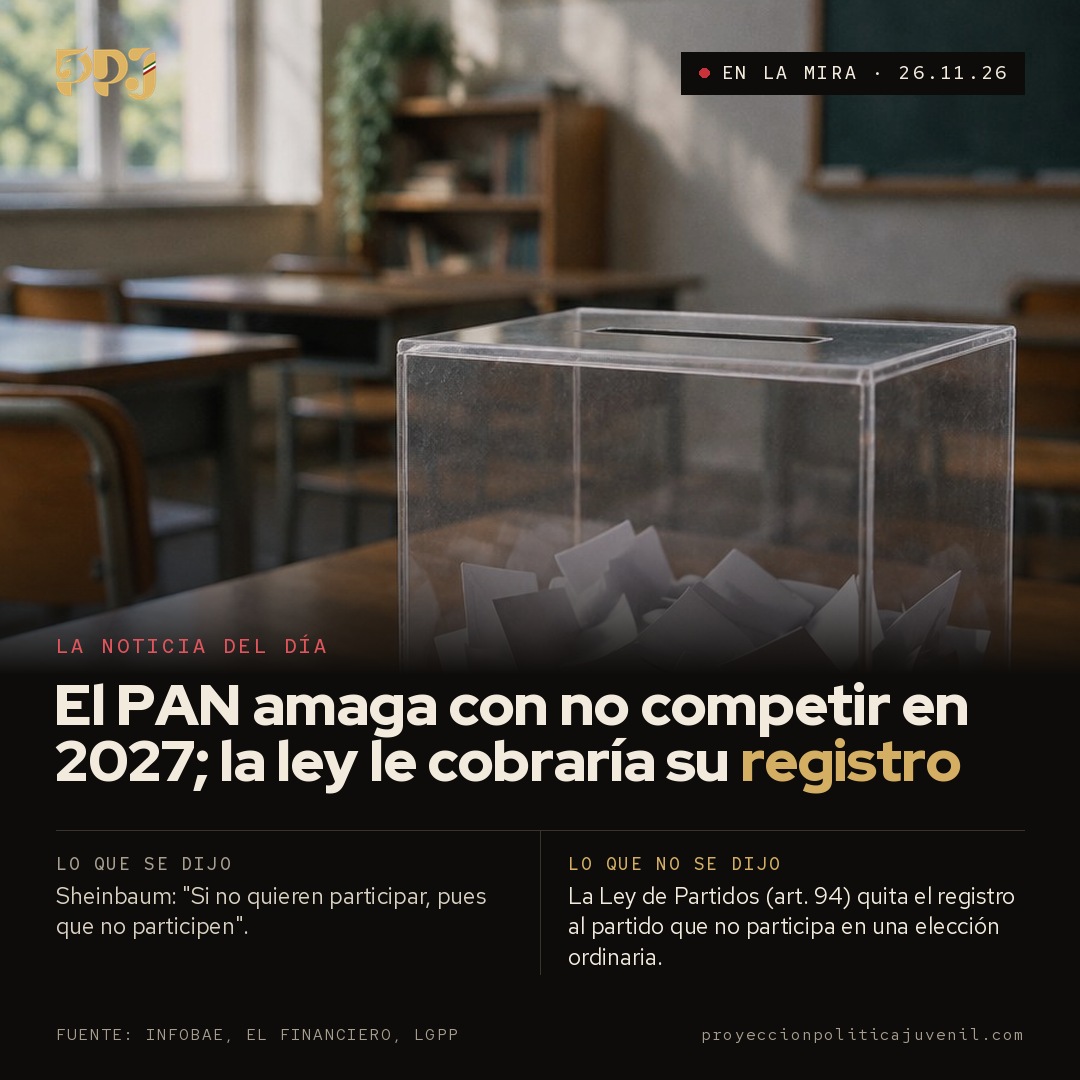 PPJ
EN LA MIRA · 26.11.26
LA NOTICIA DEL DÍA
El PAN amaga con no competir en
2027; la ley le cobraría su registro
LO QUE SE DIJO
Sheinbaum: "Si no quieren participar, pues
que no participen".
LO QUE NO SE DIJO
La Ley de Partidos (art. 94) quita el registro
al partido que no participa en una elección
ordinaria.
FUENTE: INFOBAE, EL FINANCIERO, LGPP
proyeccionpoliticajuvenil.com